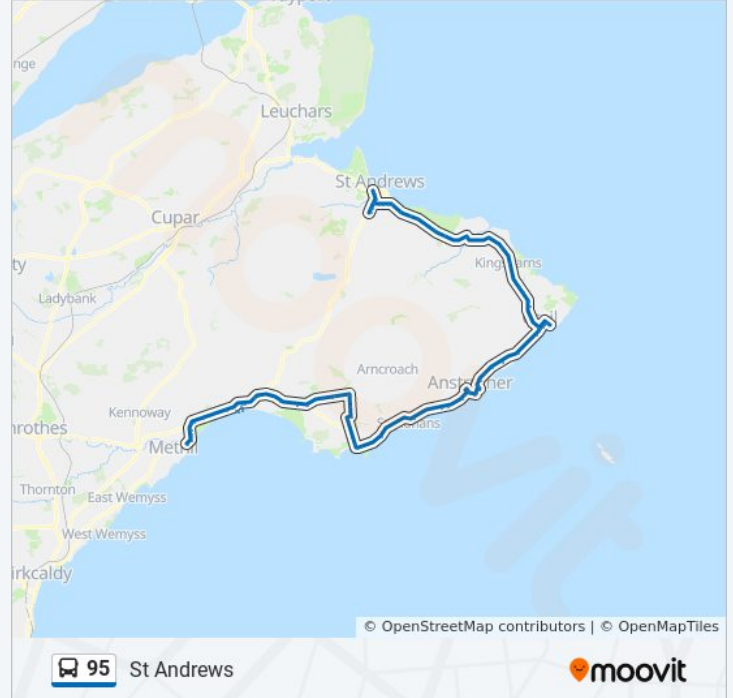 Leuchars
St Andrews
Cupar
Ladybank
Arncroach
Kennoway
Methil
Thornton
East Wemyss
West Wemyss
© OpenStreetMap contributors | © OpenMapTiles
95 St Andrews
moovit